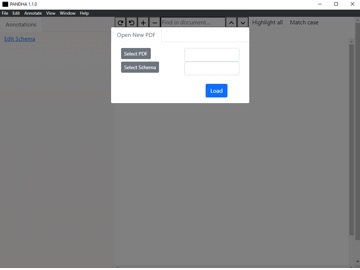 PANDHA 1.1.0
File Edit Annotate View Window Help
Annotations
Find in document...
Highlight all Match case
Edit Schema
Open New PDF
Select PDF
Select Schema
Load